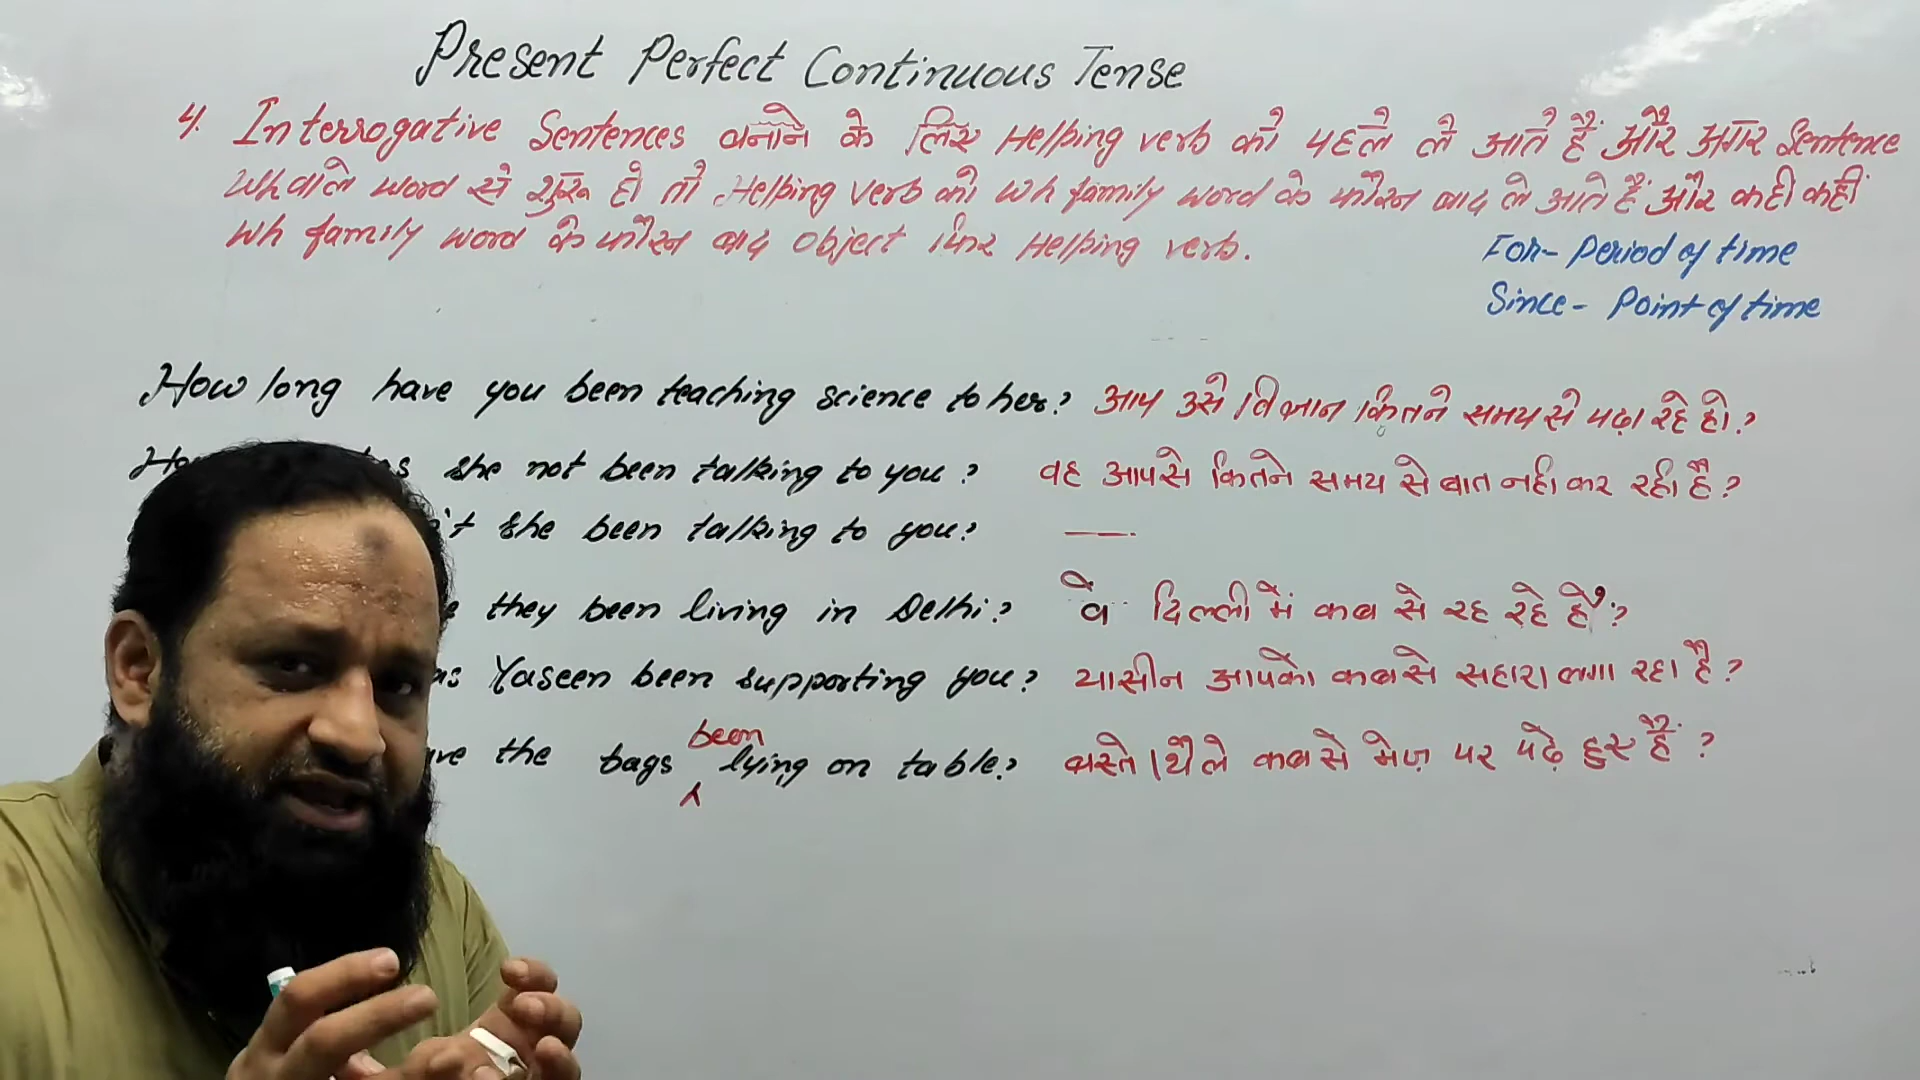 Present Perfect Continuous Tense
4. Interrogative Sentences बनाने के लिए Helping verb को पहले ले आते हैं और अगर Sentence
Wh वाले word से शुरू हो तो Helping verb को Wh family word के फौरन बाद ले आते हैं और कही कहीं
Wh family word के फौरन बाद Object फिर Helping verb.
For- Period of time
Since- Point of time
How long have you been teaching science to her? आप उसे विज्ञान कितने समय से पढ़ा रहे हो?
she not been talking to you? वह आपसे कितने समय से बात नहीं कर रही है?
't she been talking to you? —
they been living in Delhi? वे दिल्ली में कब से रह रहे हैं?
as Yaseen been supporting you? यासीन आपको कबसे सहारा लगा रहा है?
ve the bags been lying on table? बस्ते/थैले कबसे मेज़ पर पढ़े हुए हैं?